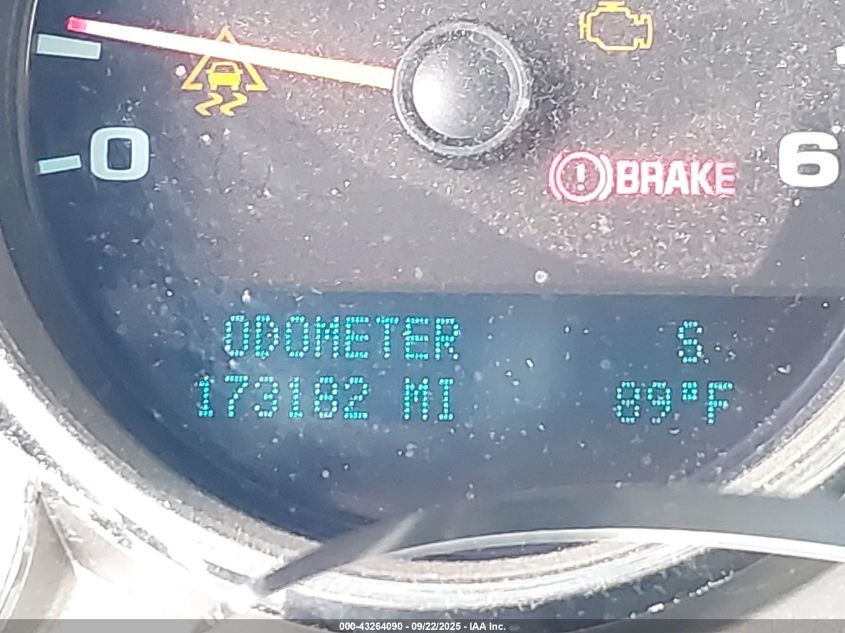 0
BRAKE
6
ODOMETER S
173182 MI 89°F
000-43264090 - 09/22/2025 - IAA Inc.